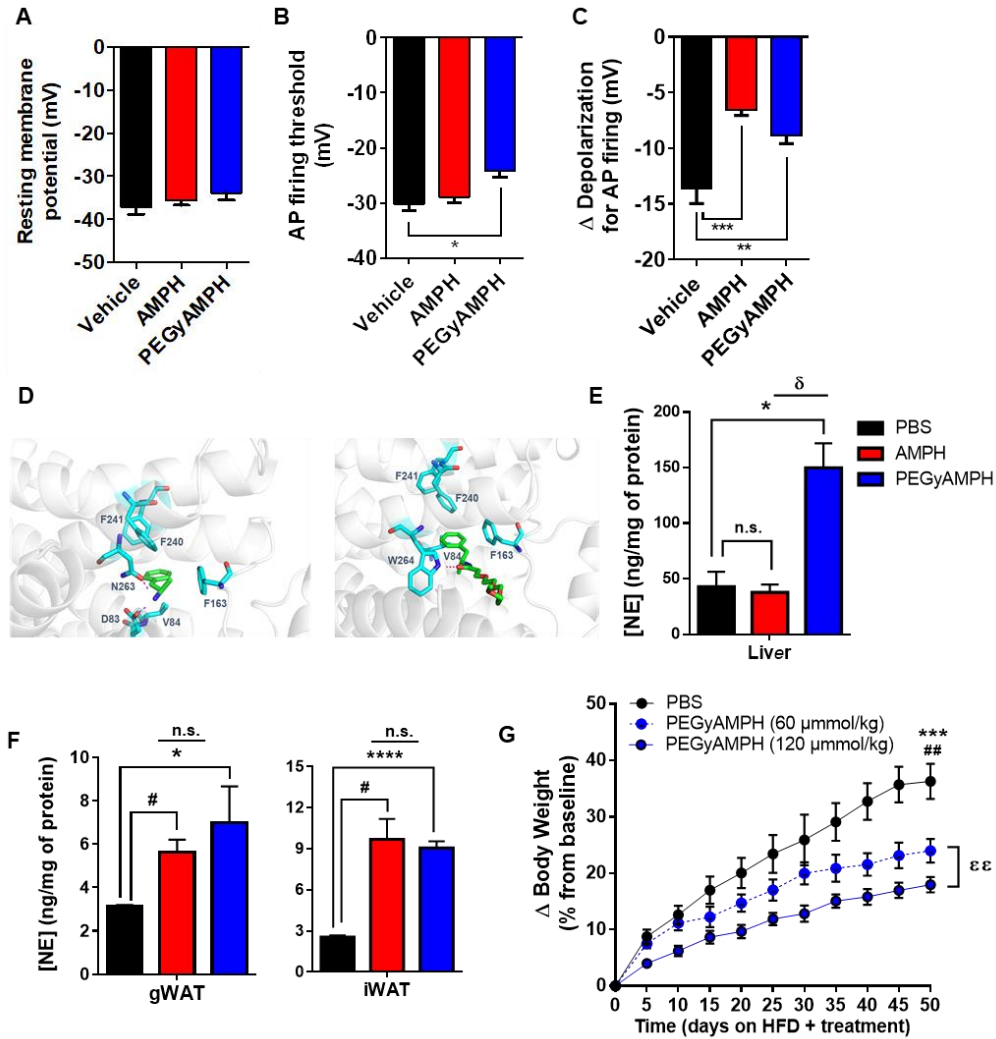 A
Resting membrane
potential (mV)
0
-10
-20
-30
-40
-50
Vehicle
AMPH
PEGyAMPH
B
AP firing threshold
(mV)
0
-10
-20
-30
-40
*
Vehicle
AMPH
PEGyAMPH
C
Δ Depolarization
for AP firing (mV)
0
-5
-10
-15
-20
***
**
Vehicle
AMPH
PEGyAMPH
D
F241
F240
N263
F163
D83
V84
F241
F240
W264
V84
F163
E
[NE] (ng/mg of protein)
200
150
100
50
0
n.s.
*
δ
Liver
PBS
AMPH
PEGyAMPH
F
[NE] (ng/mg of protein)
10
8
6
4
2
0
n.s.
*
#
gWAT
15
12
9
6
3
0
n.s.
****
#
iWAT
G
Δ Body Weight
(% from baseline)
50
40
30
20
10
0
PBS
PEGyAMPH (60 µmmol/kg)
PEGyAMPH (120 µmmol/kg)
***
##
εε
0 5 10 15 20 25 30 35 40 45 50
Time (days on HFD + treatment)